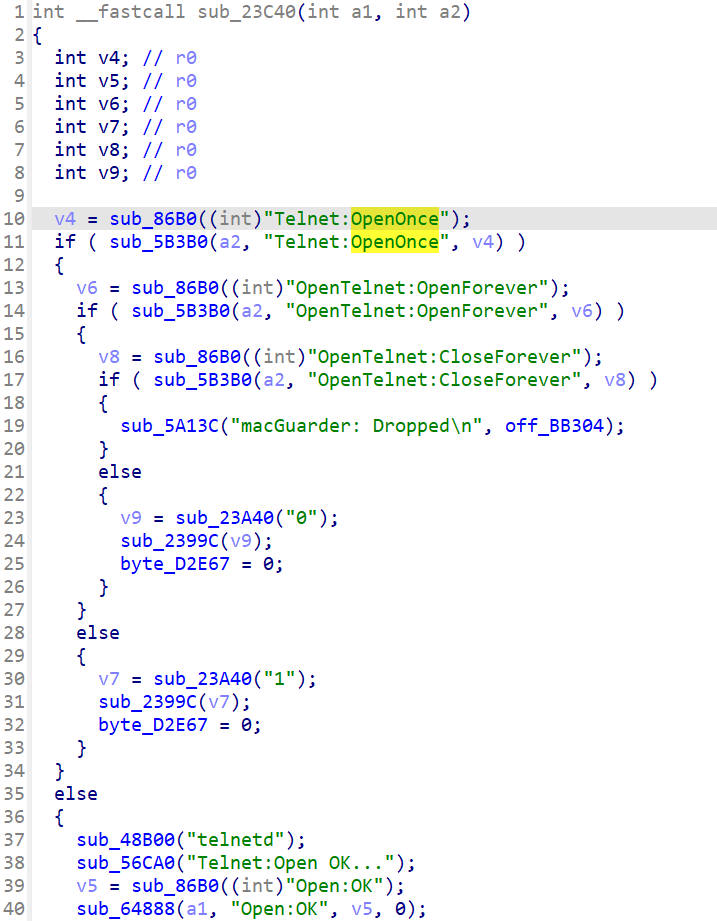 1 int __fastcall sub_23C40(int a1, int a2)
2 {
3   int v4; // r0
4   int v5; // r0
5   int v6; // r0
6   int v7; // r0
7   int v8; // r0
8   int v9; // r0
9
10   v4 = sub_86B0((int)"Telnet:OpenOnce");
11   if ( sub_5B3B0(a2, "Telnet:OpenOnce", v4) )
12   {
13     v6 = sub_86B0((int)"OpenTelnet:OpenForever");
14     if ( sub_5B3B0(a2, "OpenTelnet:OpenForever", v6) )
15     {
16       v8 = sub_86B0((int)"OpenTelnet:CloseForever");
17       if ( sub_5B3B0(a2, "OpenTelnet:CloseForever", v8) )
18       {
19         sub_5A13C("macGuarder: Dropped\n", off_BB304);
20       }
21       else
22       {
23         v9 = sub_23A40("0");
24         sub_2399C(v9);
25         byte_D2E67 = 0;
26       }
27     }
28     else
29     {
30       v7 = sub_23A40("1");
31       sub_2399C(v7);
32       byte_D2E67 = 0;
33     }
34   }
35   else
36   {
37     sub_48B00("telnetd");
38     sub_56CA0("Telnet:Open OK...");
39     v5 = sub_86B0((int)"Open:OK");
40     sub_64888(a1, "Open:OK", v5, 0);